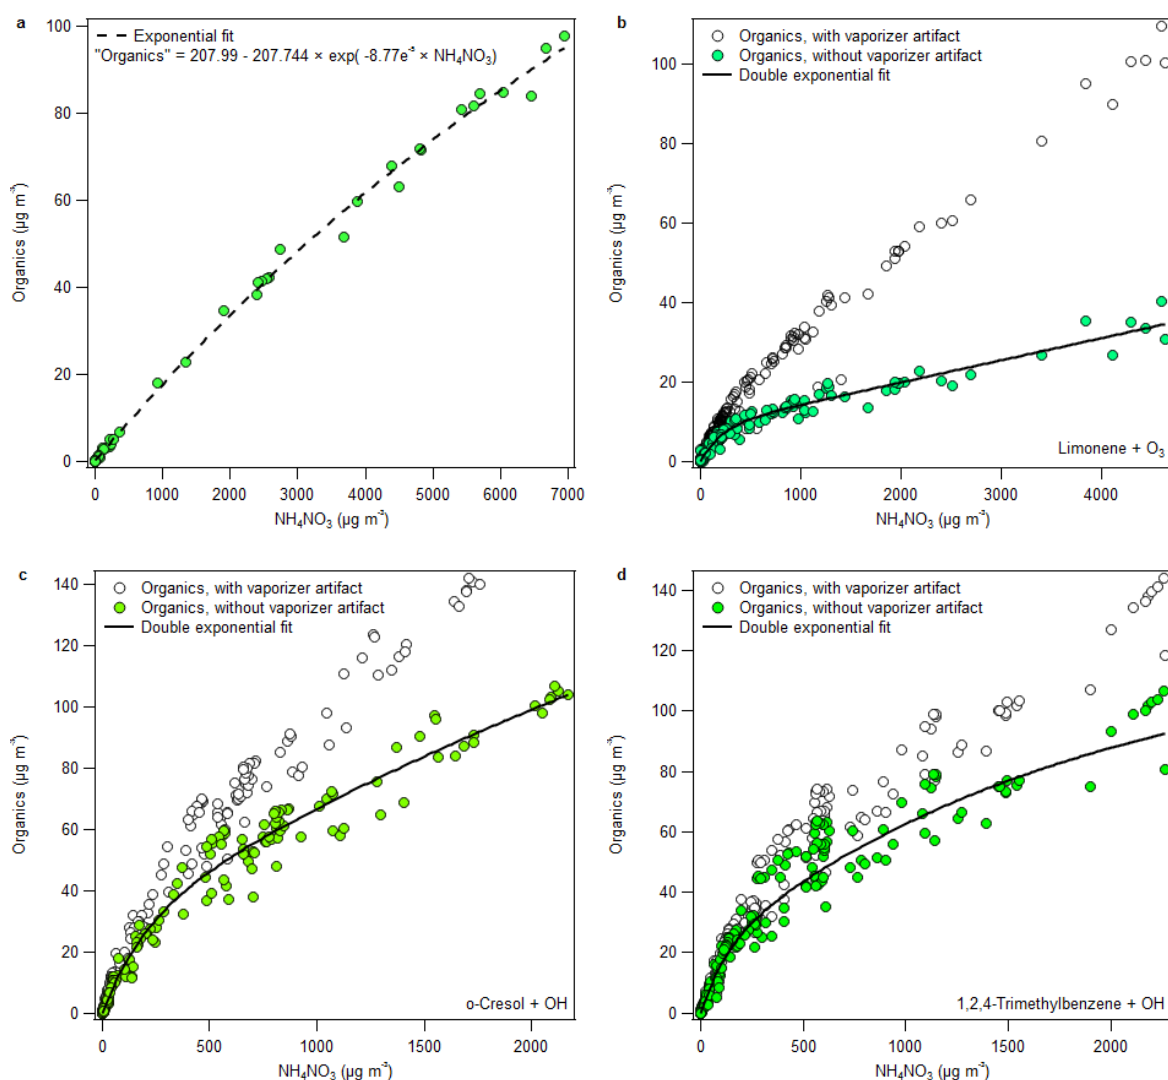 a
Exponential fit
"Organics" = 207.99 - 207.744 × exp( -8.77e⁻⁵ × NH₄NO₃)
100
80
60
40
20
0
Organics (µg m⁻³)
0 1000 2000 3000 4000 5000 6000 7000
NH₄NO₃ (µg m⁻³)
b
Organics, with vaporizer artifact
Organics, without vaporizer artifact
Double exponential fit
100
80
60
40
20
0
Organics (µg m⁻³)
Limonene + O₃
0 1000 2000 3000 4000
NH₄NO₃ (µg m⁻³)
c
Organics, with vaporizer artifact
Organics, without vaporizer artifact
Double exponential fit
140
120
100
80
60
40
20
0
Organics (µg m⁻³)
o-Cresol + OH
0 500 1000 1500 2000
NH₄NO₃ (µg m⁻³)
d
Organics, with vaporizer artifact
Organics, without vaporizer artifact
Double exponential fit
140
120
100
80
60
40
20
0
Organics (µg m⁻³)
1,2,4-Trimethylbenzene + OH
0 500 1000 1500 2000
NH₄NO₃ (µg m⁻³)